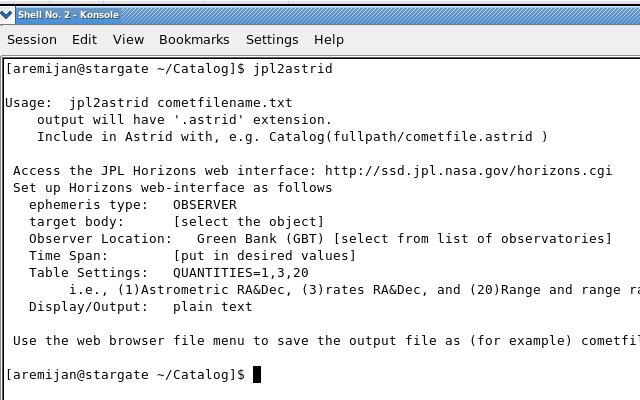 Shell No. 2 - Konsole
Session Edit View Bookmarks Settings Help
[aremijan@stargate ~/Catalog]$ jpl2astrid
Usage:  jpl2astrid cometfilename.txt
    output will have '.astrid' extension.
    Include in Astrid with, e.g. Catalog(fullpath/cometfile.astrid )
 Access the JPL Horizons web interface: http://ssd.jpl.nasa.gov/horizons.cgi
 Set up Horizons web-interface as follows
   ephemeris type:   OBSERVER
   target body:      [select the object]
   Observer Location:   Green Bank (GBT) [select from list of observatories]
   Time Span:        [put in desired values]
   Table Settings:   QUANTITIES=1,3,20
        i.e., (1)Astrometric RA&Dec, (3)rates RA&Dec, and (20)Range and range
   Display/Output:   plain text
 Use the web browser file menu to save the output file as (for example)
[aremijan@stargate ~/Catalog]$